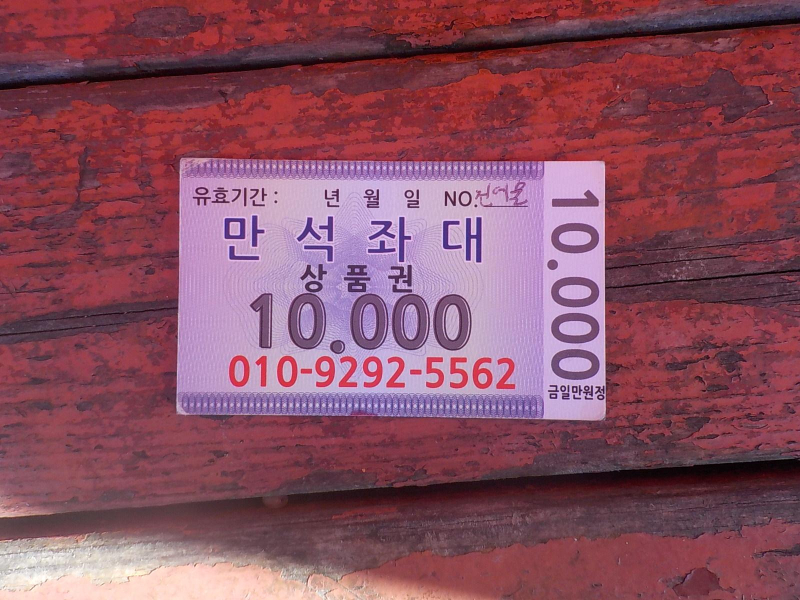 유효기간 : 년 월 일 NO.
만석좌대
상품권
10.000
010-9292-5562
10.000
금일만원정